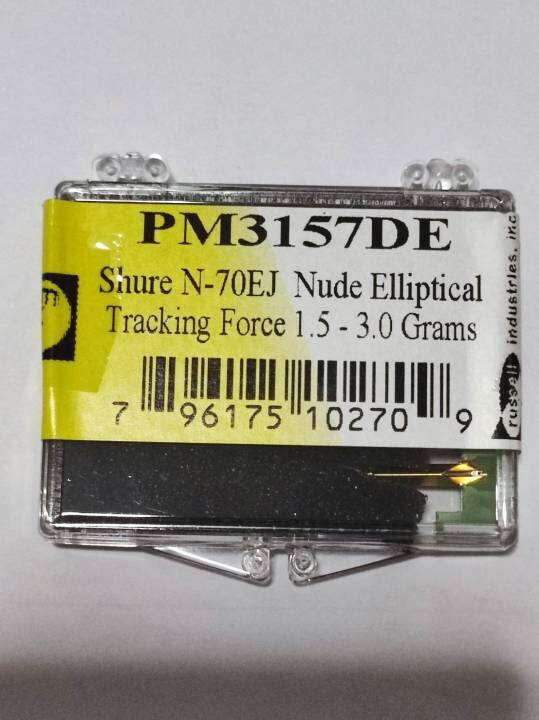 PM3157DE
Shure N-70EJ Nude Elliptical
Tracking Force 1.5 - 3.0 Grams
7 96175 10270 9
russell industries, inc.